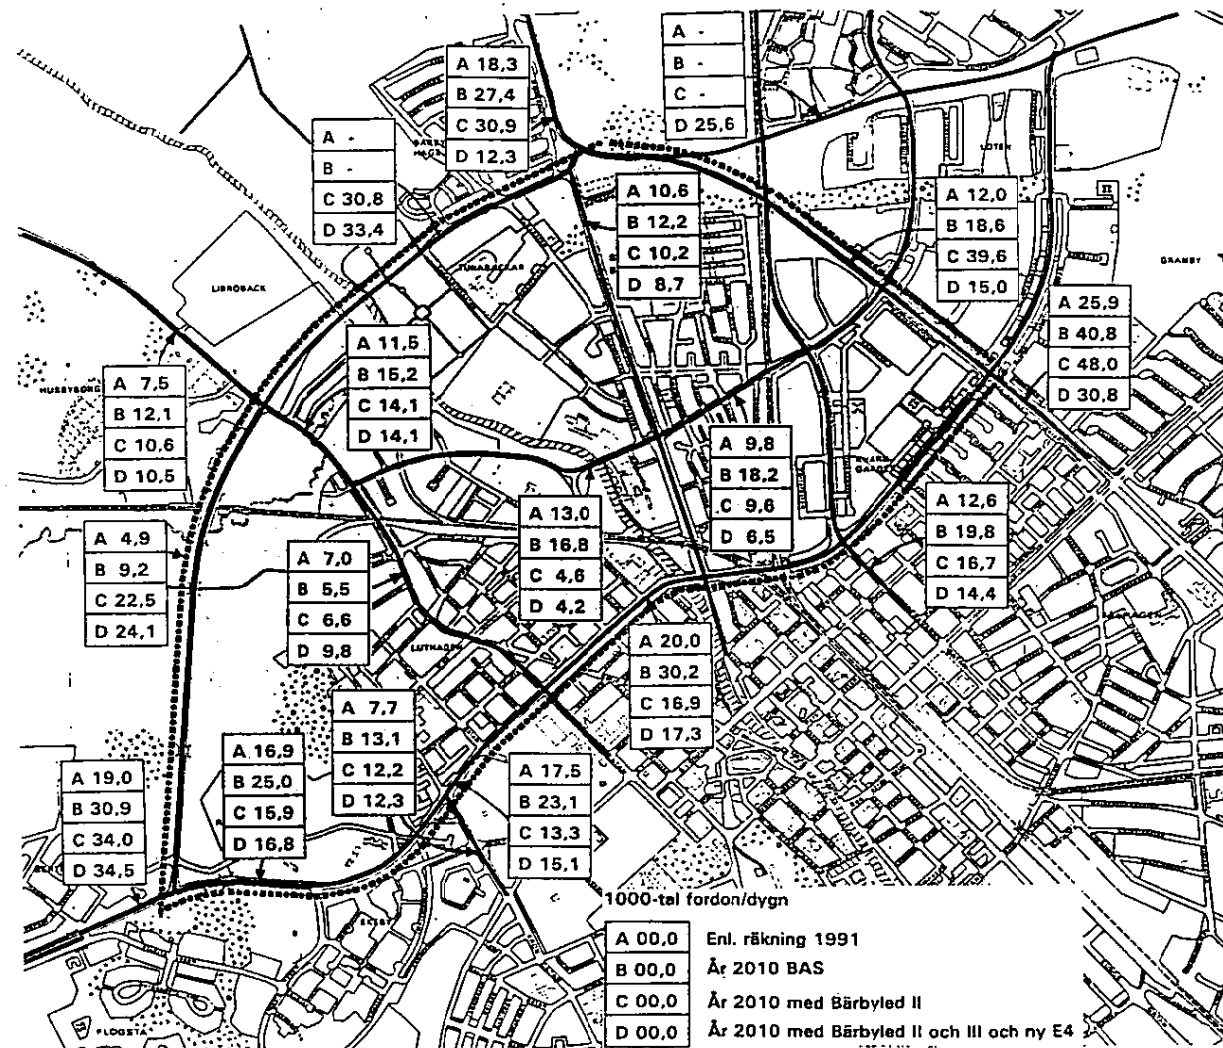 A -
B -
C -
D 25,6
A 18,3
B 27,4
C 30,9
D 12,3
A -
B -
C 30,8
D 33,4
LÖTEN
A 10,6
B 12,2
C 10,2
D 8,7
A 12,0
B 18,6
C 39,6
D 15,0
GRÄNBY
TUNABACKAR
LIBROBÄCK
A 25,9
B 40,8
C 48,0
D 30,8
A 11,5
B 15,2
C 14,1
D 14,1
HUSBYBORG
A 7,5
B 12,1
C 10,6
D 10,5
A 9,8
B 18,2
C 9,6
D 6,5
A 12,6
B 19,8
C 16,7
D 14,4
A 13,0
B 16,8
C 4,6
D 4,2
A 4,9
B 9,2
C 22,5
D 24,1
A 7,0
B 5,5
C 6,6
D 9,8
LUTHAGEN
A 20,0
B 30,2
C 16,9
D 17,3
A 7,7
B 13,1
C 12,2
D 12,3
A 16,9
B 25,0
C 15,9
D 16,8
A 19,0
B 30,9
C 34,0
D 34,5
A 17,5
B 23,1
C 13,3
D 15,1
FLOGSTA
1000-tal fordon/dygn
A 00,0 Enl. räkning 1991
B 00,0 År 2010 BAS
C 00,0 År 2010 med Bärbyled II
D 00,0 År 2010 med Bärbyled II och III och ny E4